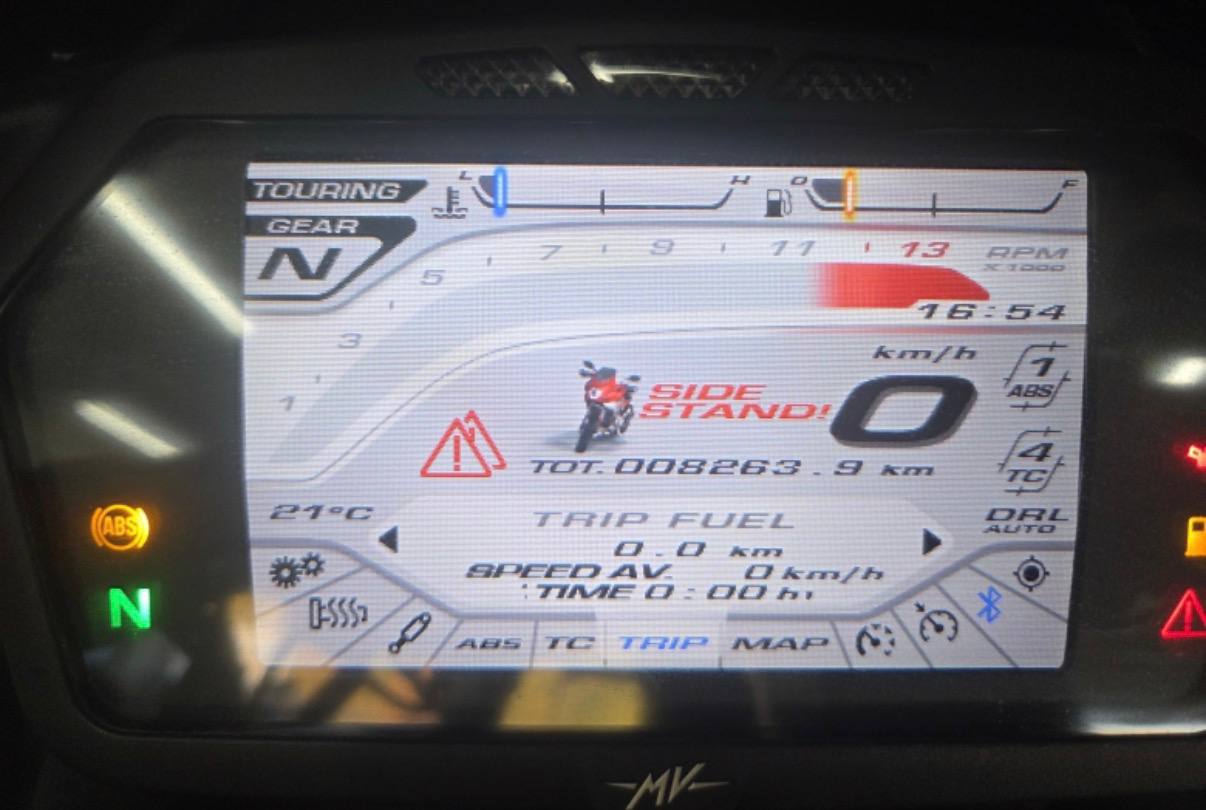 TOURING
L H
O F
GEAR
N
1 3 5 7 9 11 13
RPM
X 1000
16:54
km/h
0
SIDE
STAND!
1
ABS
TOT. 008263.9 km
4
TC
21°C
TRIP FUEL
DRL
AUTO
0.0 km
SPEED AV. 0 km/h
TIME 0:00 h
ABS TC TRIP MAP
ABS
N
MV